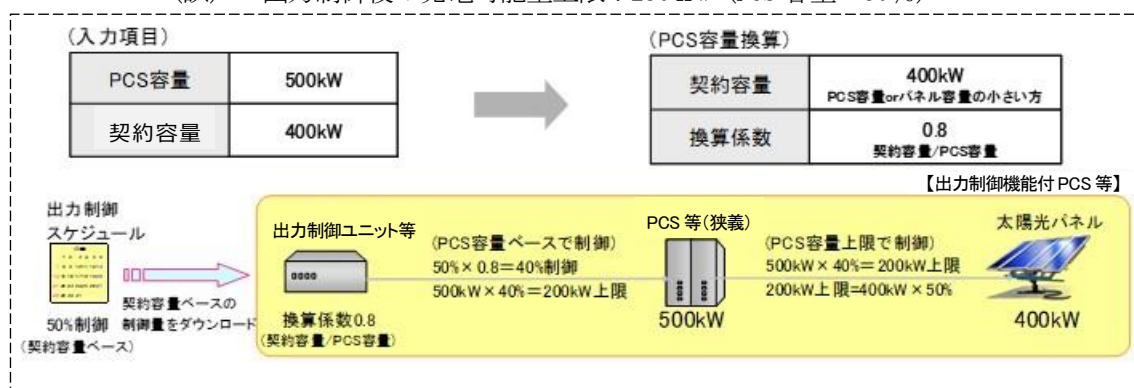 (入力項目)
PCS容量 500kW
契約容量 400kW
(PCS容量換算)
契約容量 400kW
PCS容量orパネル容量の小さい方
換算係数 0.8
契約容量/PCS容量
【出力制御機能付PCS等】
出力制御
スケジュール
50%制御
(契約容量ベース)
契約容量ベースの
制御量をダウンロード
出力制御ユニット等
換算係数0.8
(契約容量/PCS容量)
(PCS容量ベースで制御)
50%×0.8=40%制御
500kW×40%=200kW上限
PCS等(狭義)
500kW
(PCS容量上限で制御)
500kW×40%=200kW上限
200kW上限=400kW×50%
太陽光パネル
400kW